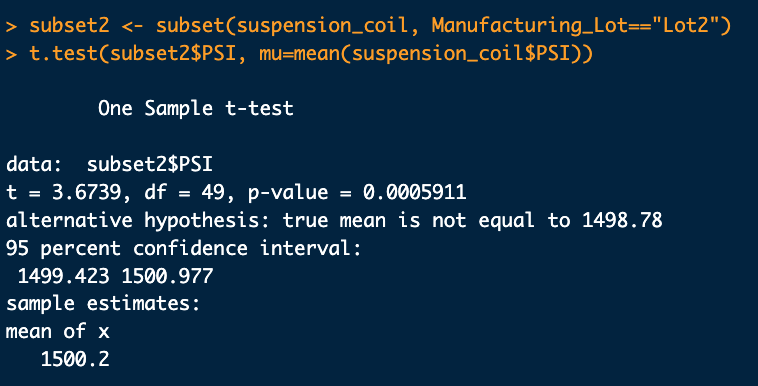 > subset2 <- subset(suspension_coil, Manufacturing_Lot=="Lot2")
> t.test(subset2$PSI, mu=mean(suspension_coil$PSI))
One Sample t-test
data:  subset2$PSI
t = 3.6739, df = 49, p-value = 0.0005911
alternative hypothesis: true mean is not equal to 1498.78
95 percent confidence interval:
1499.423 1500.977
sample estimates:
mean of x
1500.2